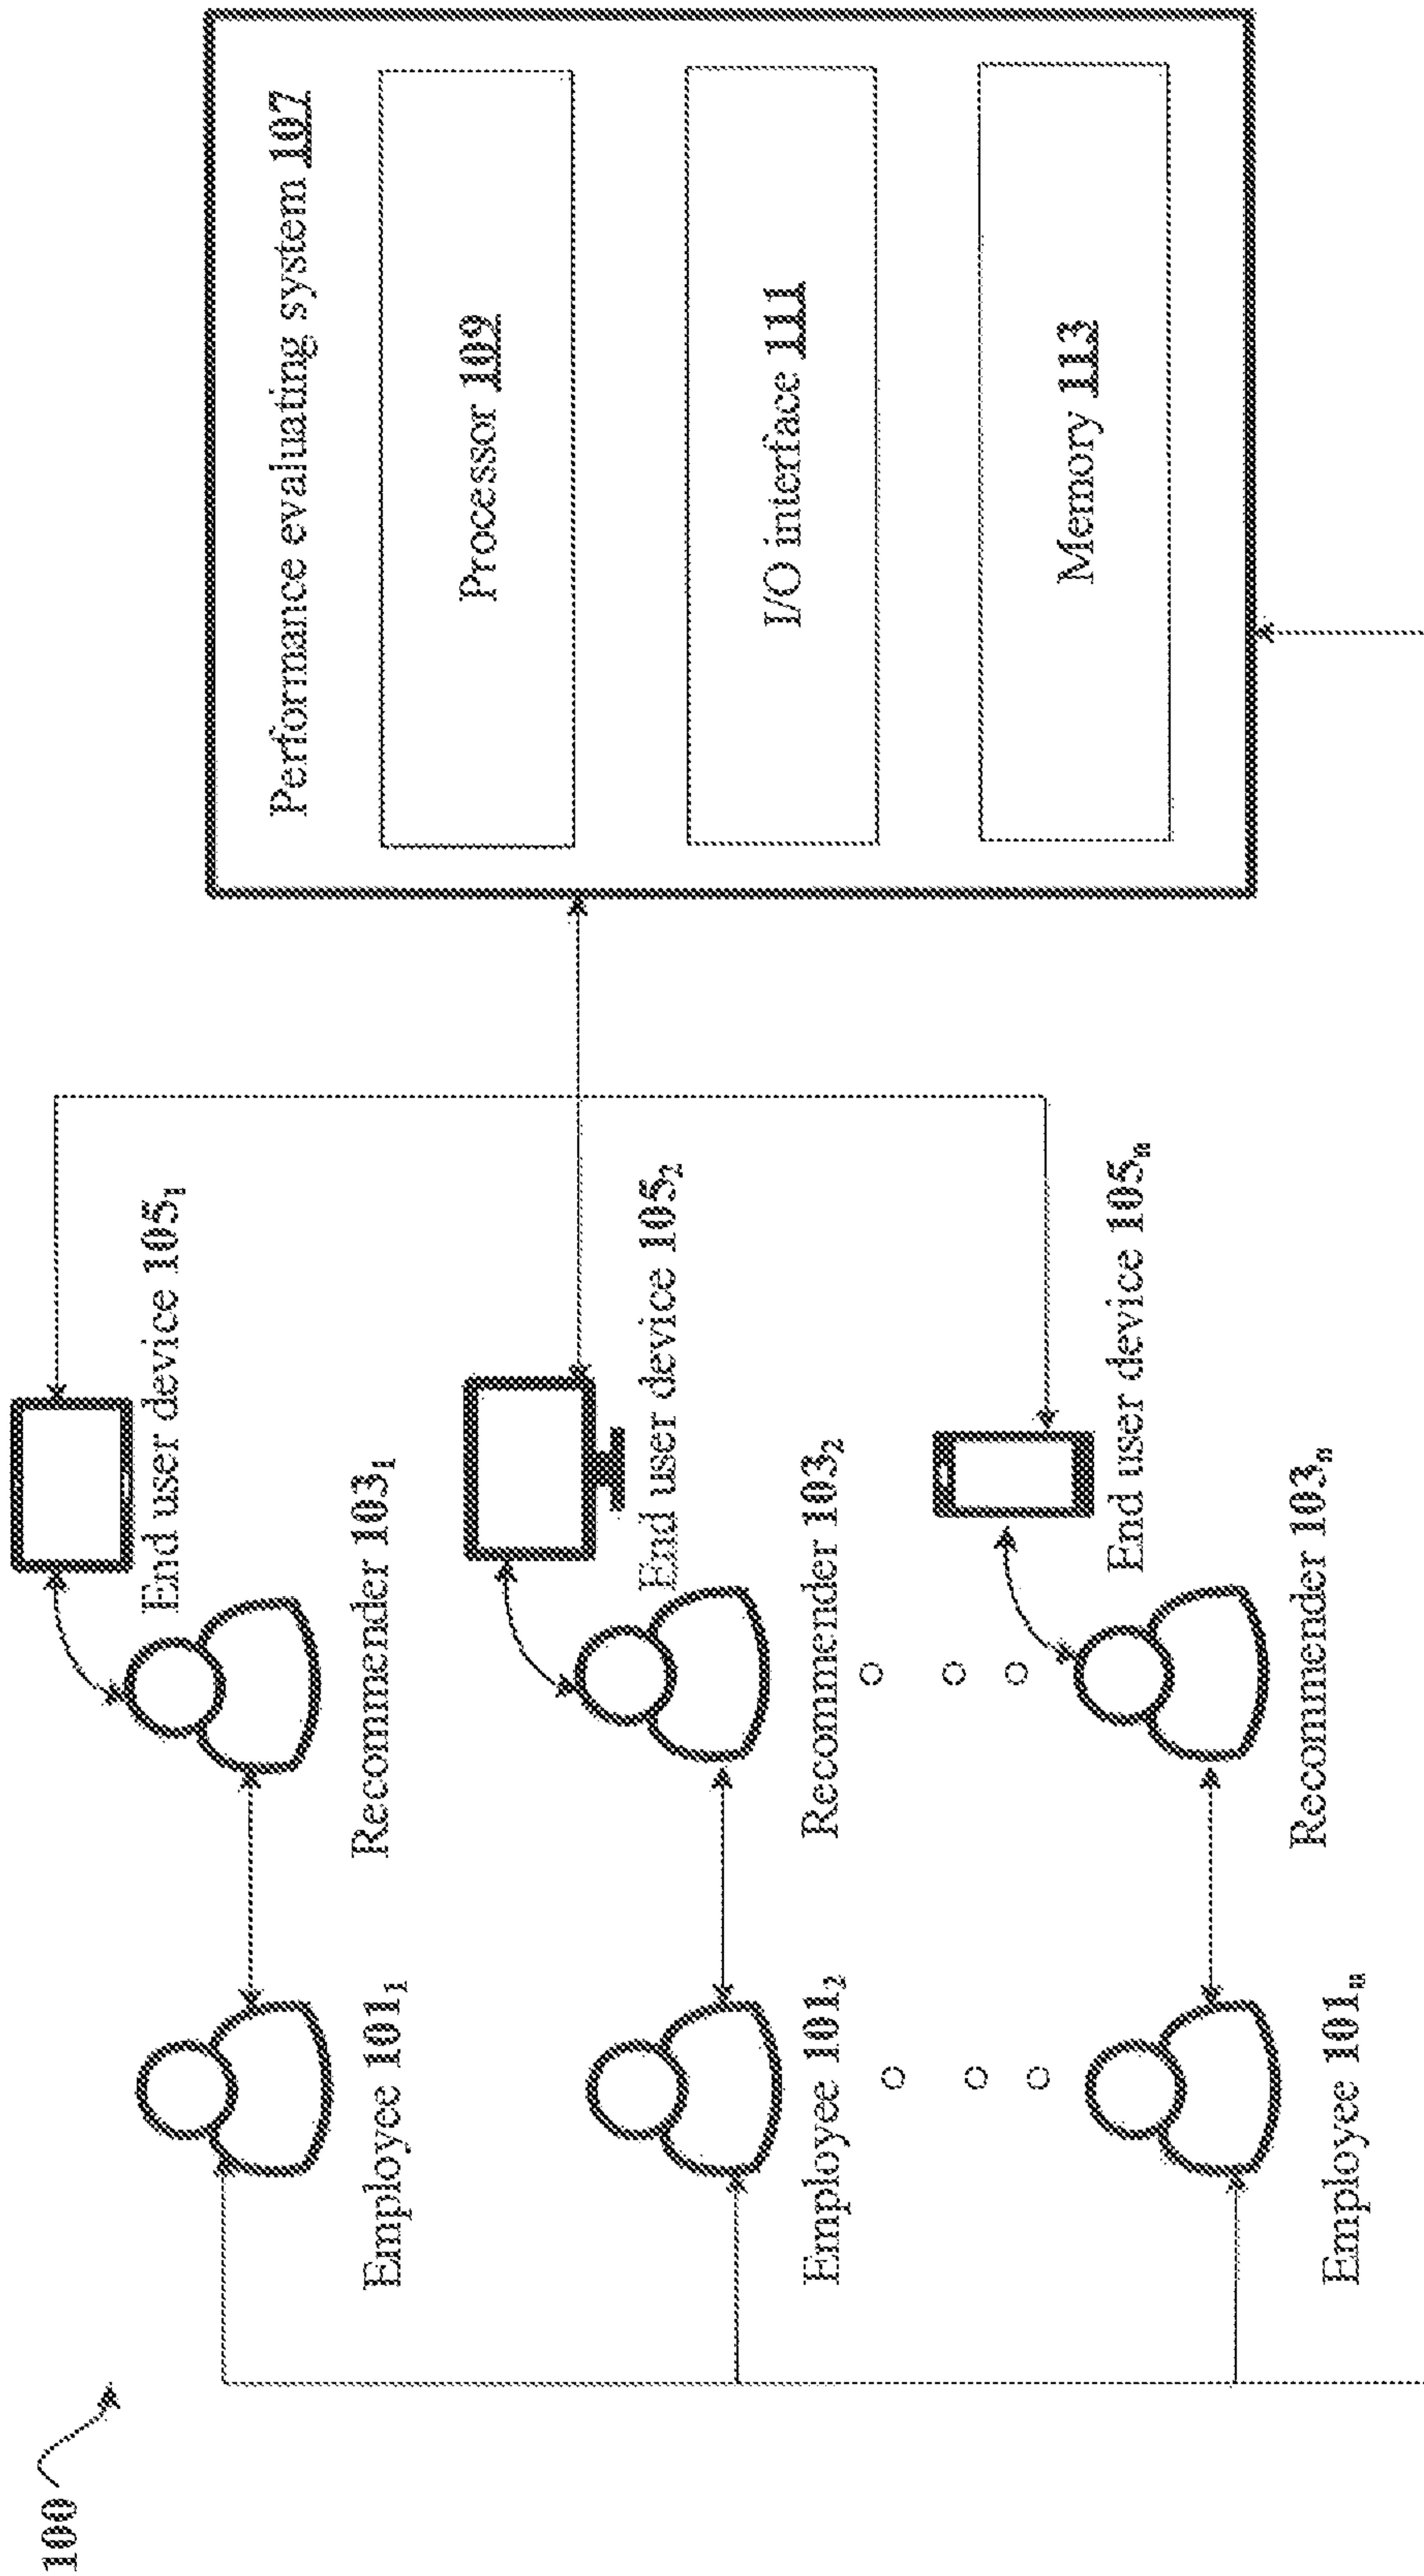 100
Employee 101₁
Recommender 103₁
End user device 105₁
Employee 101₂
Recommender 103₂
End user device 105₂
Employee 101ₙ
Recommender 103ₙ
End user device 105ₙ
Performance evaluating system 107
Processor 109
I/O interface 111
Memory 113